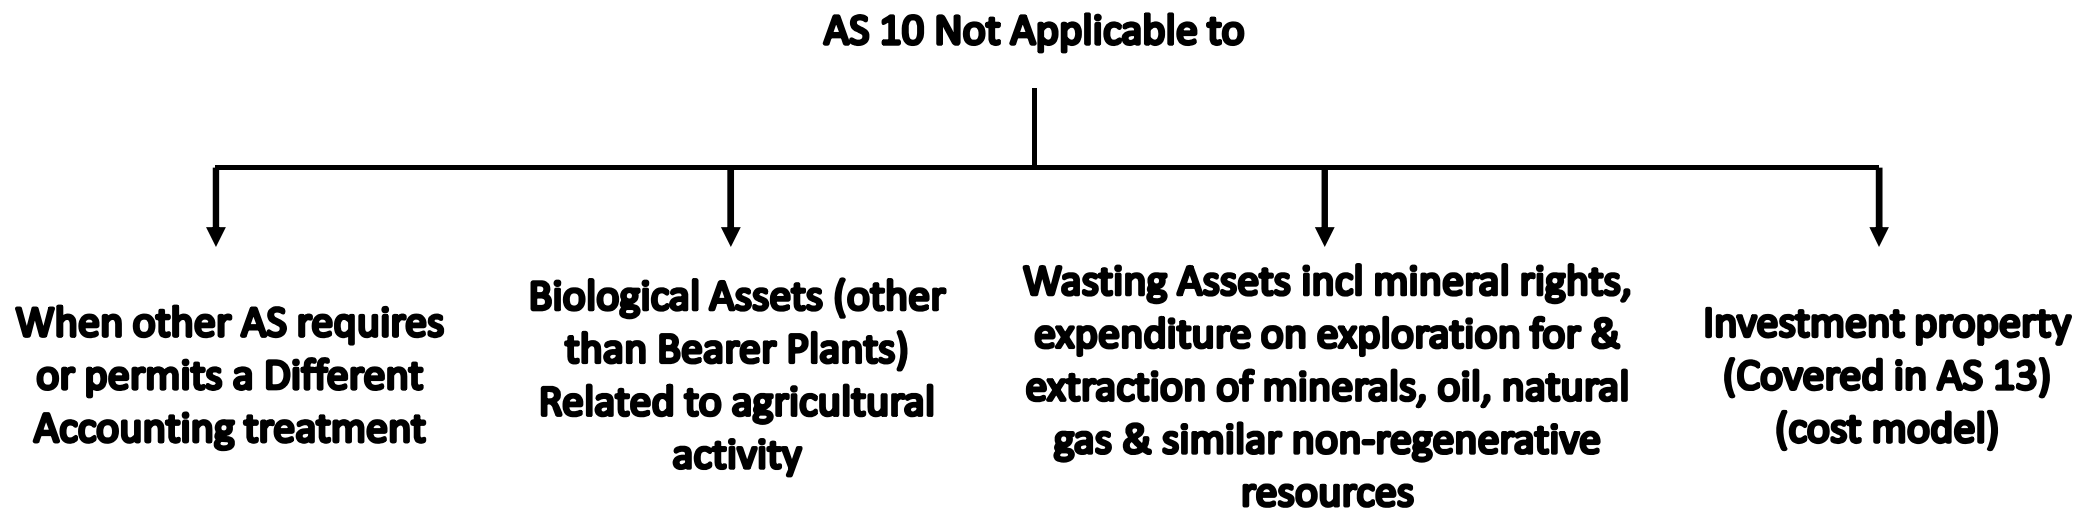 AS 10 Not Applicable to
When other AS requires
or permits a Different
Accounting treatment
Biological Assets (other
than Bearer Plants)
Related to agricultural
activity
Wasting Assets incl mineral rights,
expenditure on exploration for &
extraction of minerals, oil, natural
gas & similar non-regenerative
resources
Investment property
(Covered in AS 13)
(cost model)